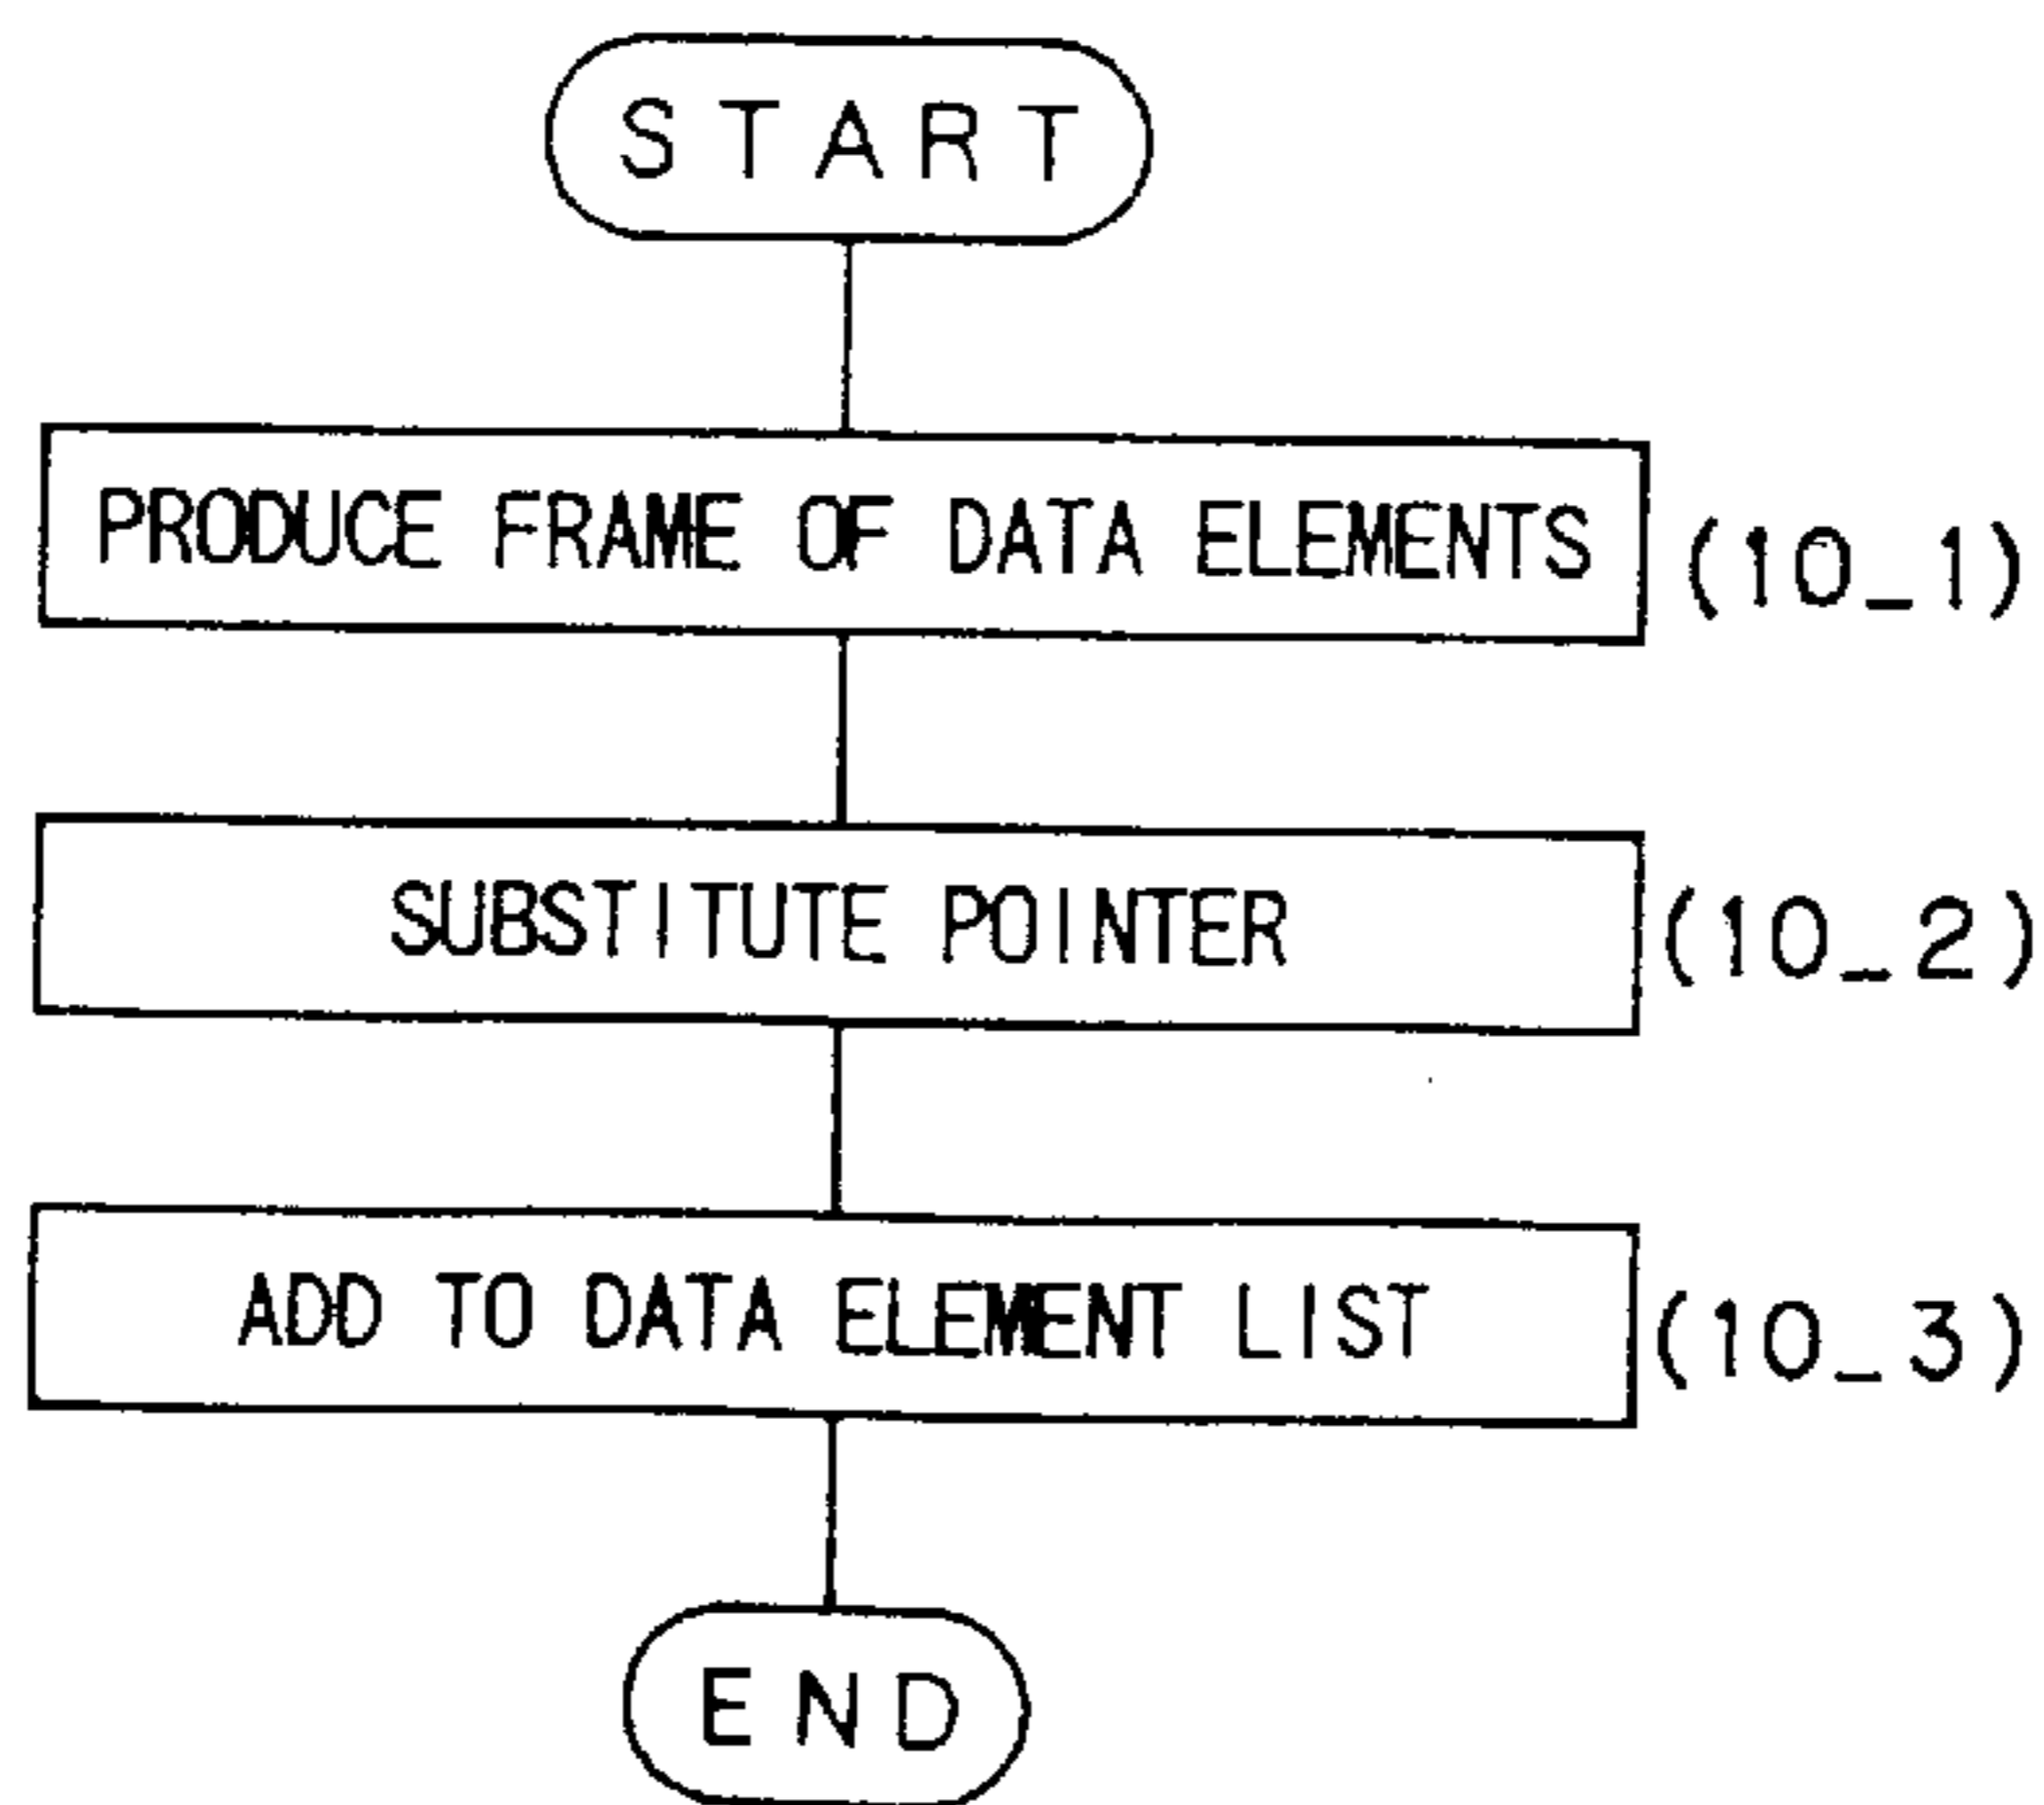 START
PRODUCE FRAME OF DATA ELEMENTS
(10_1)
SUBSTITUTE POINTER
(10_2)
ADD TO DATA ELEMENT LIST
(10_3)
END